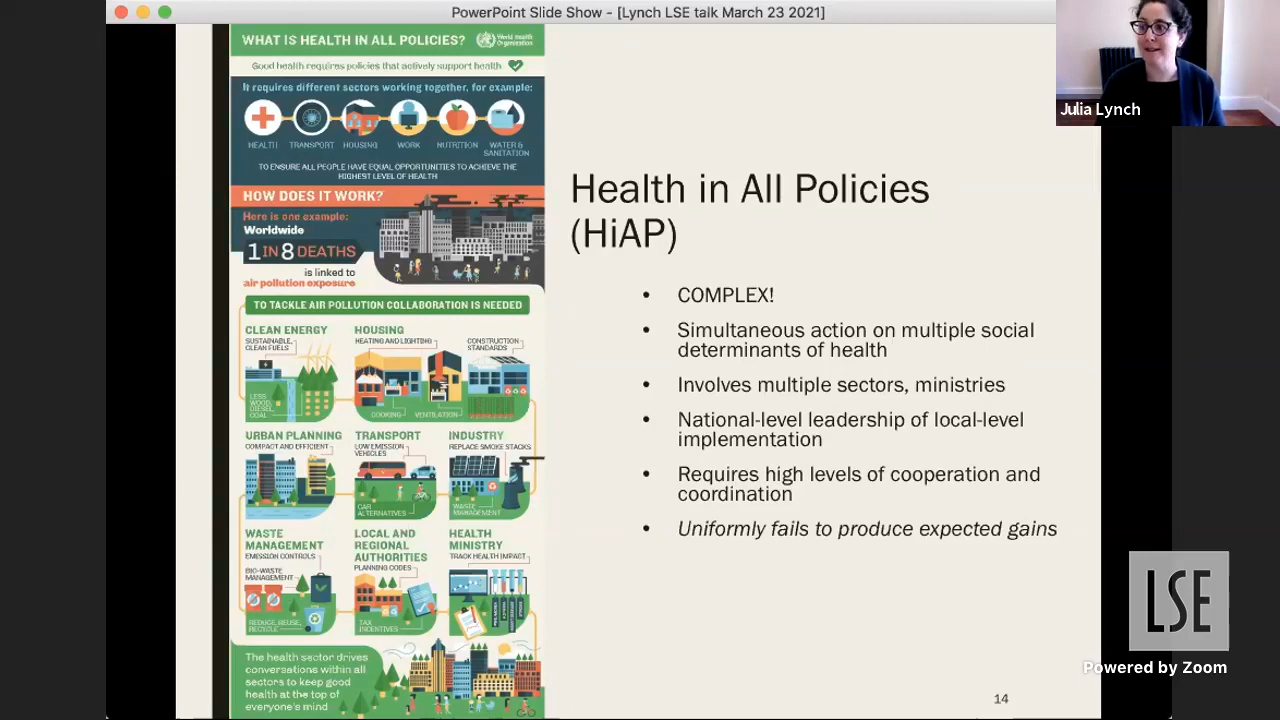 PowerPoint Slide Show - [Lynch LSE talk March 23 2021]
Julia Lynch
WHAT IS HEALTH IN ALL POLICIES?
World Health
Organization
Good health requires policies that actively support health
It requires different sectors working together, for example:
HEALTH
TRANSPORT
HOUSING
WORK
NUTRITION
WATER &
SANITATION
TO ENSURE ALL PEOPLE HAVE EQUAL OPPORTUNITIES TO ACHIEVE THE
HIGHEST LEVEL OF HEALTH
HOW DOES IT WORK?
Here is one example:
Worldwide
1 IN 8 DEATHS
is linked to
air pollution exposure
TO TACKLE AIR POLLUTION COLLABORATION IS NEEDED
CLEAN ENERGY
SUSTAINABLE,
CLEAN FUELS
LESS
WOOD,
DIESEL,
COAL
HOUSING
HEATING AND LIGHTING
CONSTRUCTION
STANDARDS
COOKING
VENTILATION
URBAN PLANNING
COMPACT AND EFFICIENT
TRANSPORT
LOW EMISSION
VEHICLES
CAR
ALTERNATIVES
INDUSTRY
REPLACE SMOKE STACKS
WASTE
MANAGEMENT
WASTE
MANAGEMENT
EMISSION CONTROLS
BIO-WASTE
MANAGEMENT
REDUCE, REUSE,
RECYCLE
LOCAL AND
REGIONAL
AUTHORITIES
PLANNING CODES
TAX
INCENTIVES
HEALTH
MINISTRY
TRACK HEALTH IMPACT
The health sector drives
conversations within all
sectors to keep good
health at the top of
everyone's mind
Health in All Policies
(HiAP)
• COMPLEX!
• Simultaneous action on multiple social
determinants of health
• Involves multiple sectors, ministries
• National-level leadership of local-level
implementation
• Requires high levels of cooperation and
coordination
• Uniformly fails to produce expected gains
LSE
Powered by Zoom
14